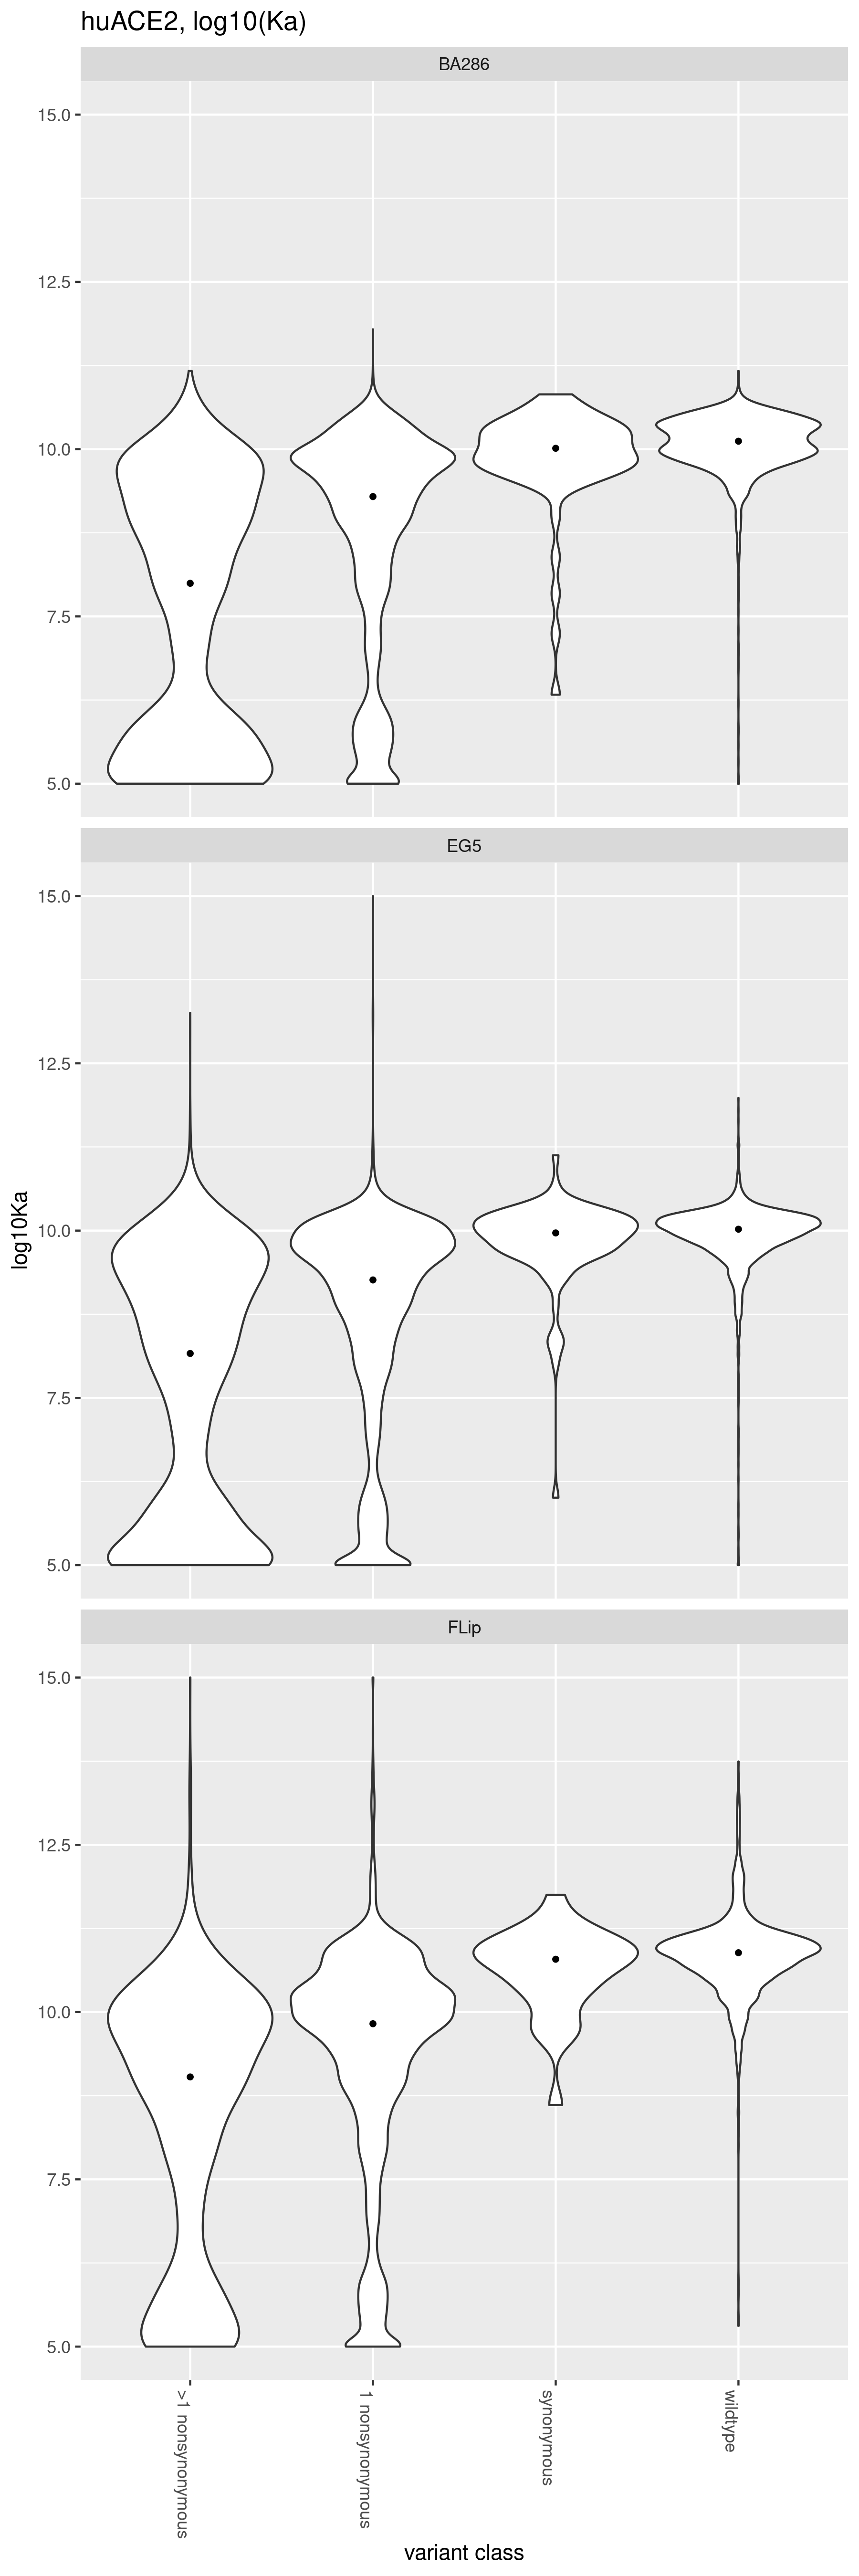 huACE2, log10(Ka)
BA286
15.0
12.5
10.0
7.5
5.0
EG5
15.0
12.5
10.0
7.5
5.0
log10Ka
FLip
15.0
12.5
10.0
7.5
5.0
>1 nonsynonymous
1 nonsynonymous
synonymous
wildtype
variant class